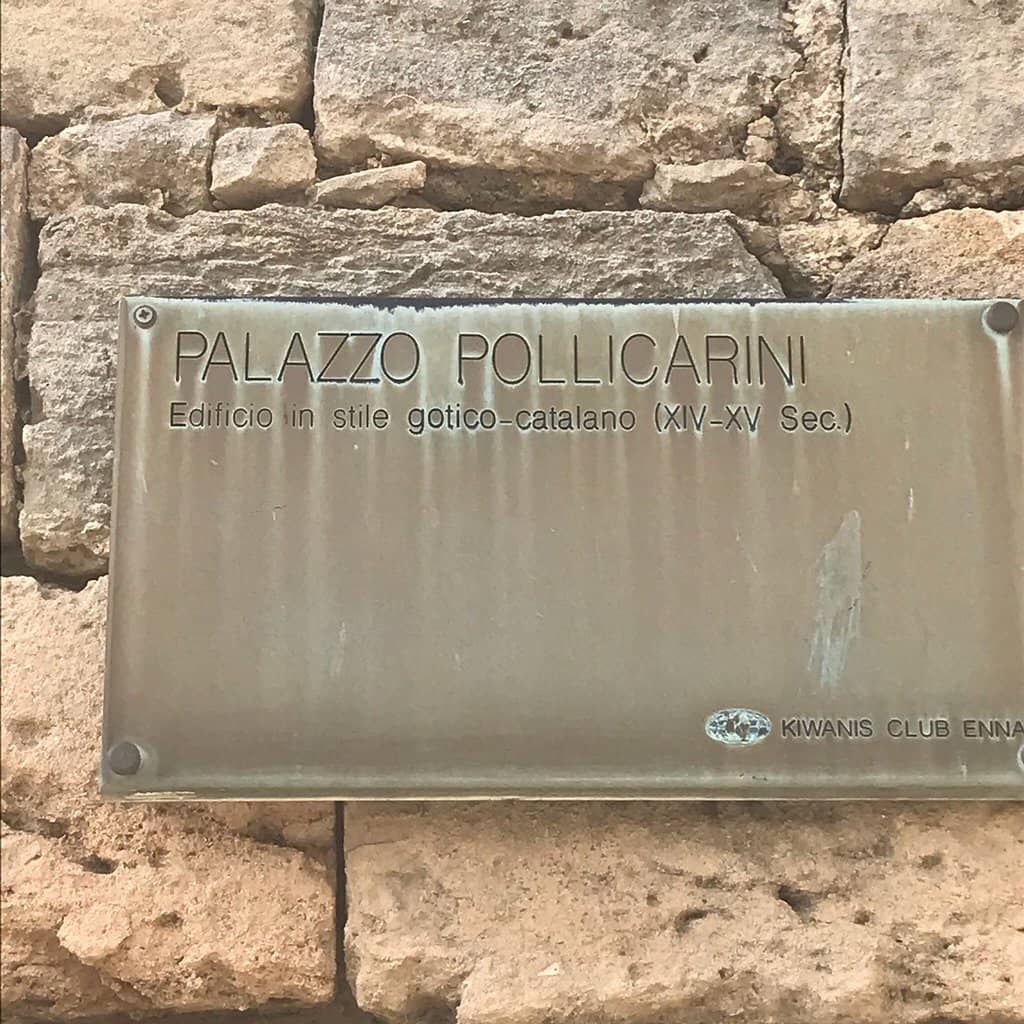 PALAZZO POLLICARINI
Edificio in stile gotico-catalano (XIV-XV Sec.)
KIWANIS CLUB ENNA